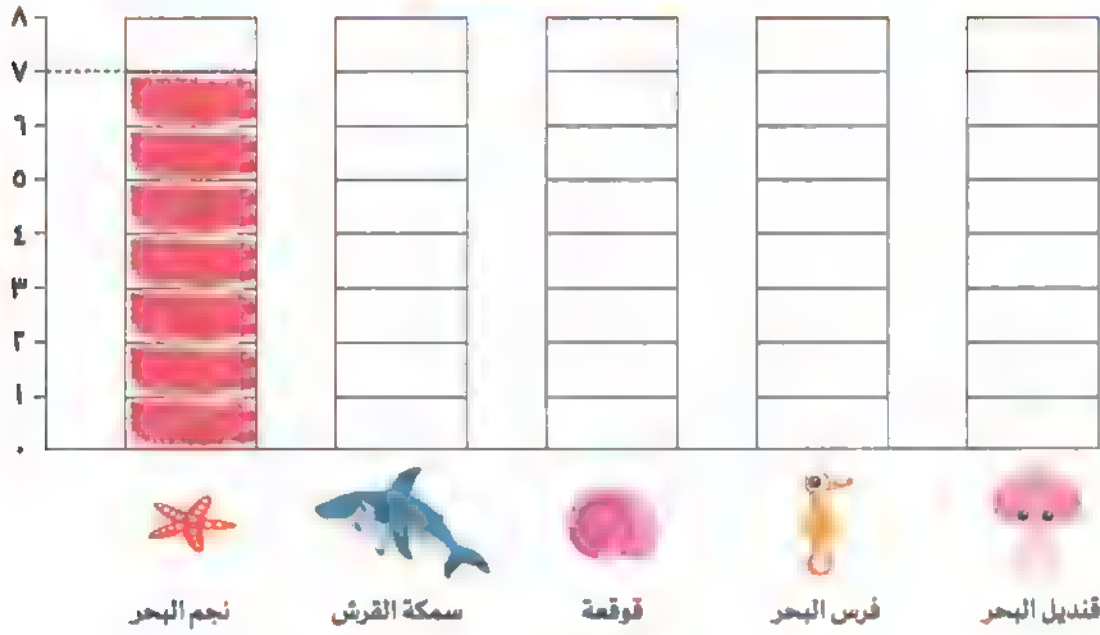 ٨
٧
٦
٥
٤
٣
٢
١
٠
نجم البحر
سمكة القرش
قوقعة
فرس البحر
قنديل البحر